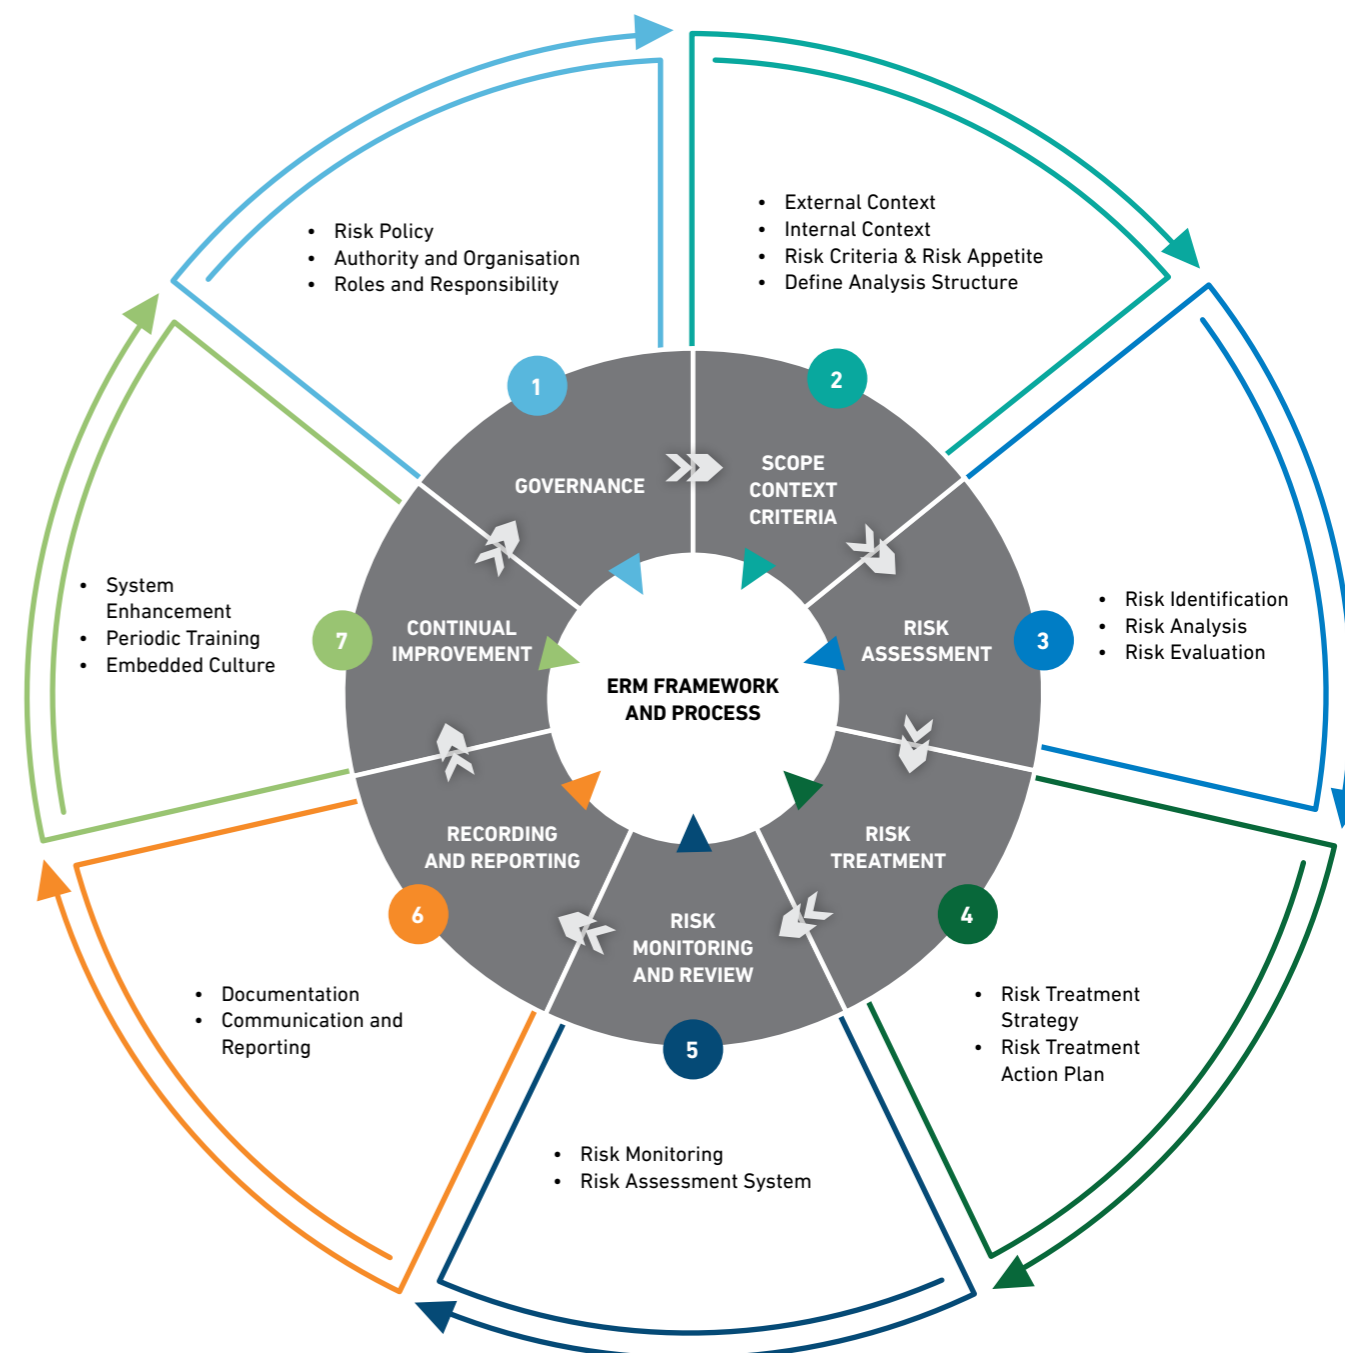 • Risk Policy
• Authority and Organisation
• Roles and Responsibility
1
GOVERNANCE
• External Context
• Internal Context
• Risk Criteria & Risk Appetite
• Define Analysis Structure
2
SCOPE
CONTEXT
CRITERIA
• Risk Identification
• Risk Analysis
• Risk Evaluation
3
RISK
ASSESSMENT
• Risk Treatment
Strategy
• Risk Treatment
Action Plan
4
RISK
TREATMENT
• Risk Monitoring
• Risk Assessment System
5
RISK
MONITORING
AND REVIEW
• Documentation
• Communication and
Reporting
6
RECORDING
AND REPORTING
• System
Enhancement
• Periodic Training
• Embedded Culture
7
CONTINUAL
IMPROVEMENT
ERM FRAMEWORK
AND PROCESS